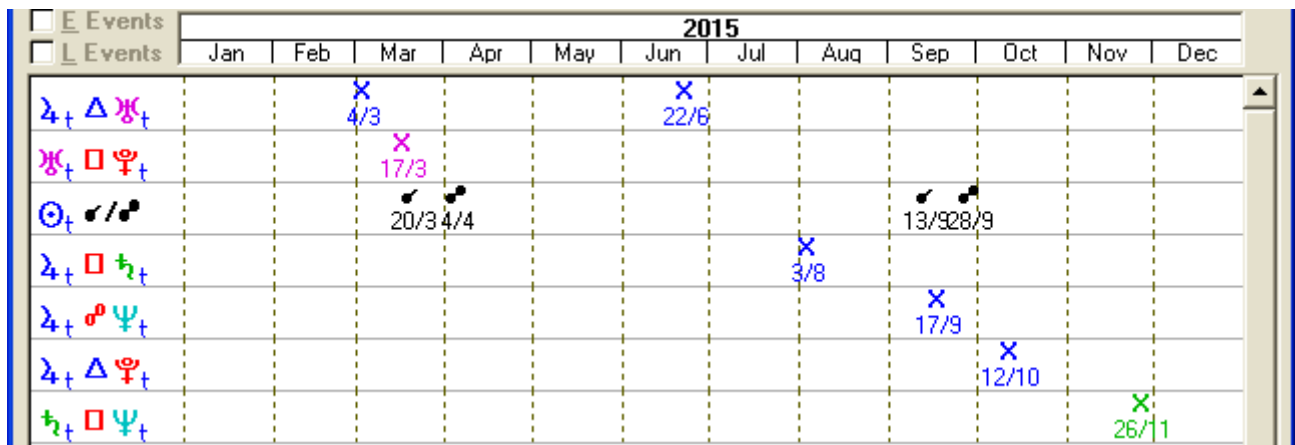 E Events
2015
L Events Jan Feb Mar Apr May Jun Jul Aug Sep Oct Nov Dec
♃t △ ♅t
4/3 22/6
♅t □ ♆t
17/3
☉t ☌/☍
20/3 4/4 13/9 28/9
♃t □ ♄t
3/8
♃t ☍ ♆t
17/9
♃t △ ♇t
12/10
♄t □ ♆t
26/11